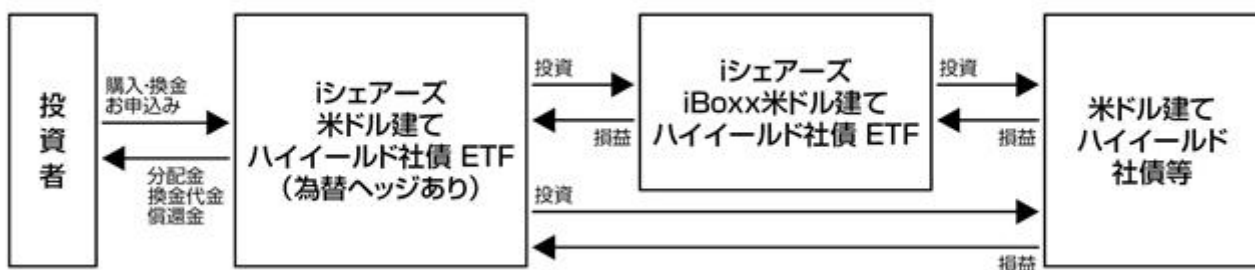 投資者
購入・換金
お申込み
分配金
換金代金
償還金
iシェアーズ
米ドル建て
ハイイールド社債 ETF
（為替ヘッジあり）
投資
損益
iシェアーズ
iBoxx米ドル建て
ハイイールド社債 ETF
投資
損益
投資
損益
米ドル建て
ハイイールド
社債等